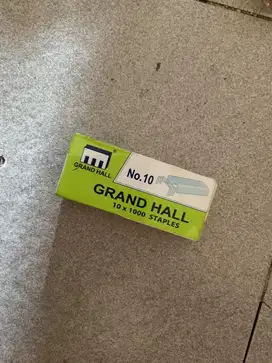 GRAND HALL
No.10
GRAND HALL
10 x 1000 STAPLES